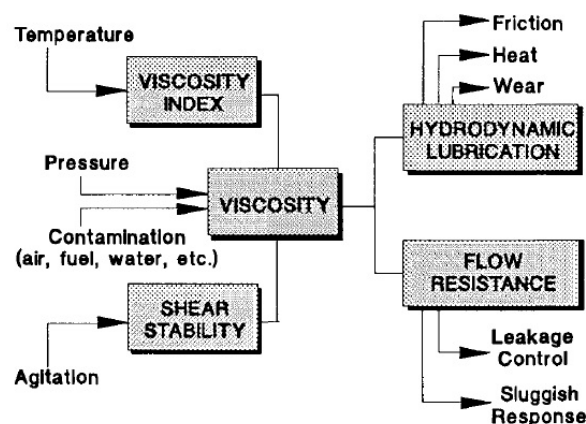 Temperature
VISCOSITY
INDEX
Pressure
Contamination
(air, fuel, water, etc.)
VISCOSITY
SHEAR
STABILITY
Agitation
Friction
Heat
Wear
HYDRODYNAMIC
LUBRICATION
FLOW
RESISTANCE
Leakage
Control
Sluggish
Response